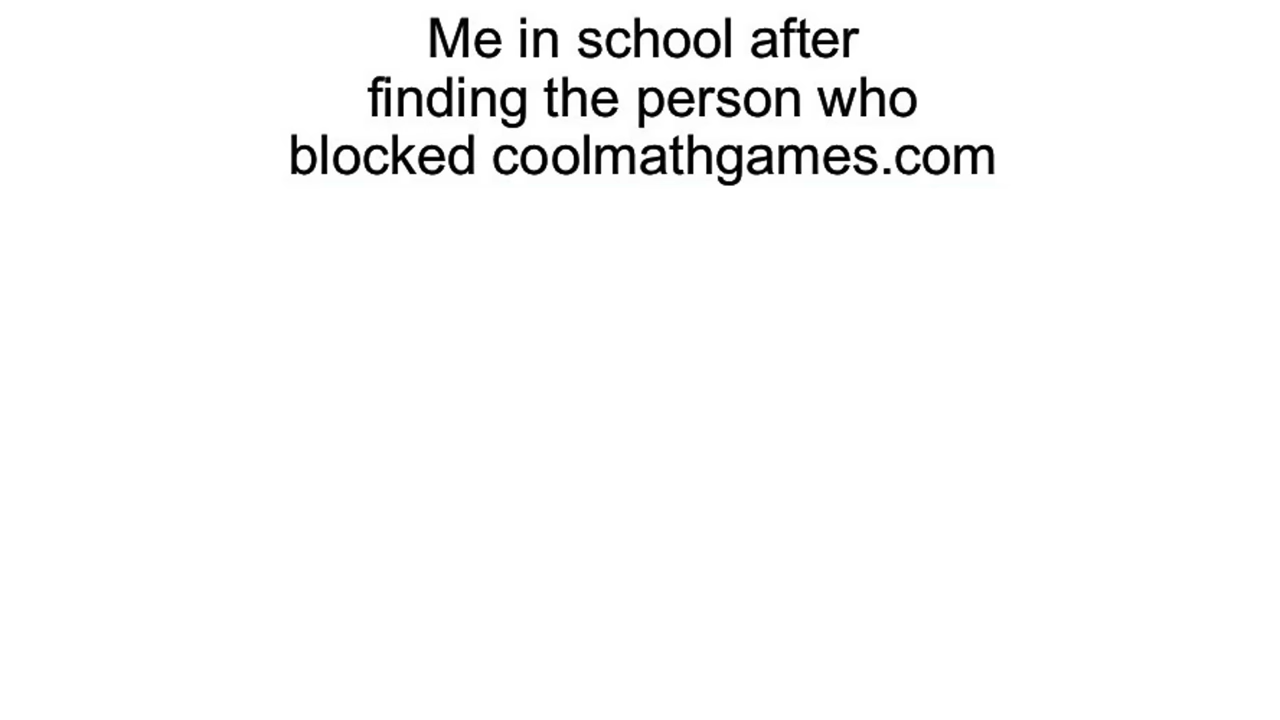 Me in school after
finding the person who
blocked coolmathgames.com